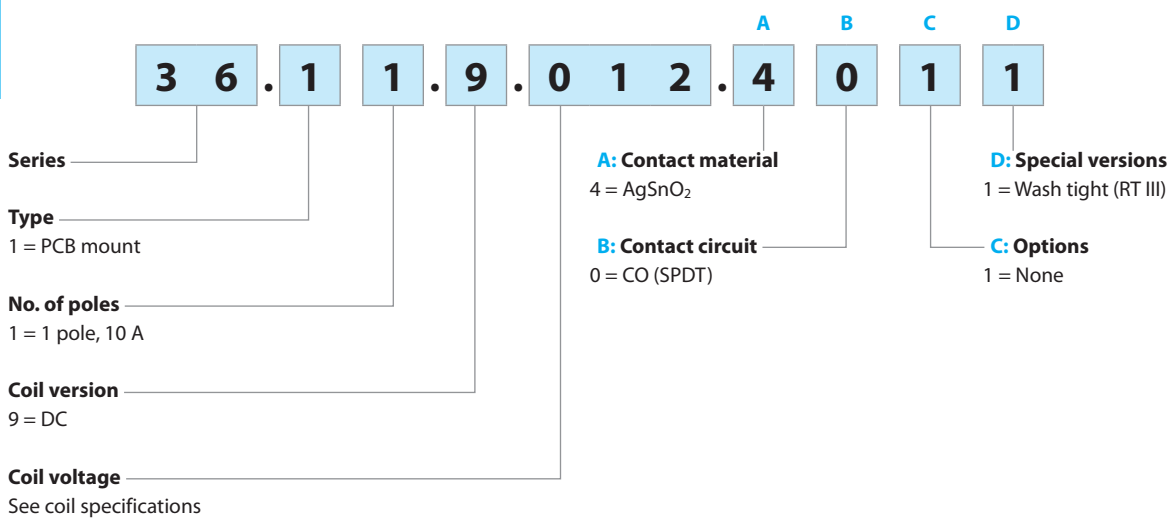 A B C D
3 6 . 1 1 . 9 . 0 1 2 . 4 0 1 1
Series
Type
1 = PCB mount
No. of poles
1 = 1 pole, 10 A
Coil version
9 = DC
Coil voltage
See coil specifications
A: Contact material
4 = AgSnO₂
B: Contact circuit
0 = CO (SPDT)
D: Special versions
1 = Wash tight (RT III)
C: Options
1 = None